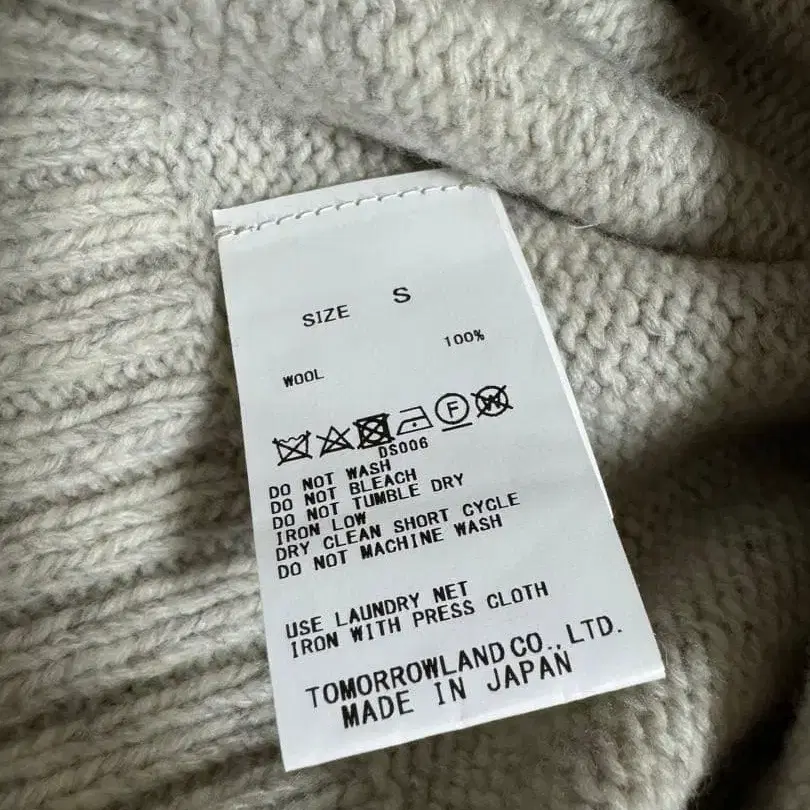 SIZE S
100%
WOOL
F W
DS006
DO NOT WASH
DO NOT BLEACH
DO NOT TUMBLE DRY
IRON LOW
DRY CLEAN SHORT CYCLE
DO NOT MACHINE WASH
USE LAUNDRY NET
IRON WITH PRESS CLOTH
TOMORROWLAND CO., LTD.
MADE IN JAPAN